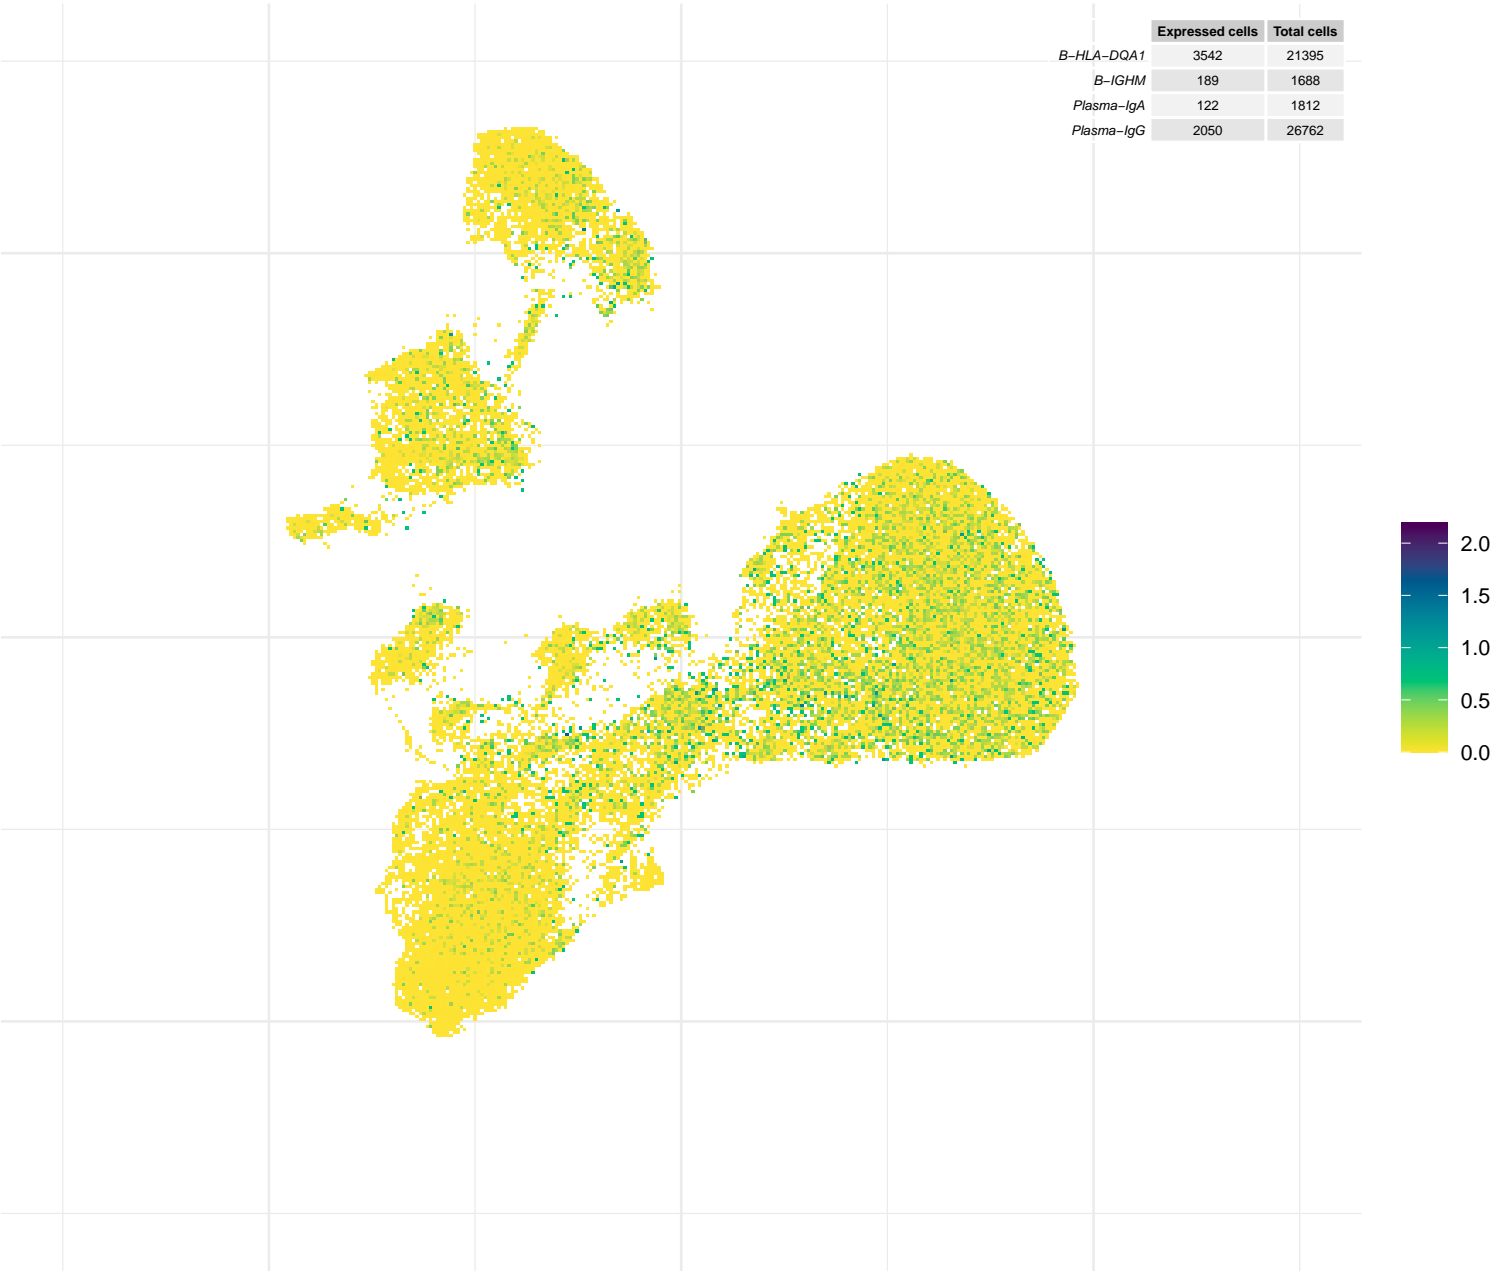 Expressed cells Total cells
B−HLA−DQA1 3542 21395
B−IGHM 189 1688
Plasma−IgA 122 1812
Plasma−IgG 2050 26762
2.0
1.5
1.0
0.5
0.0